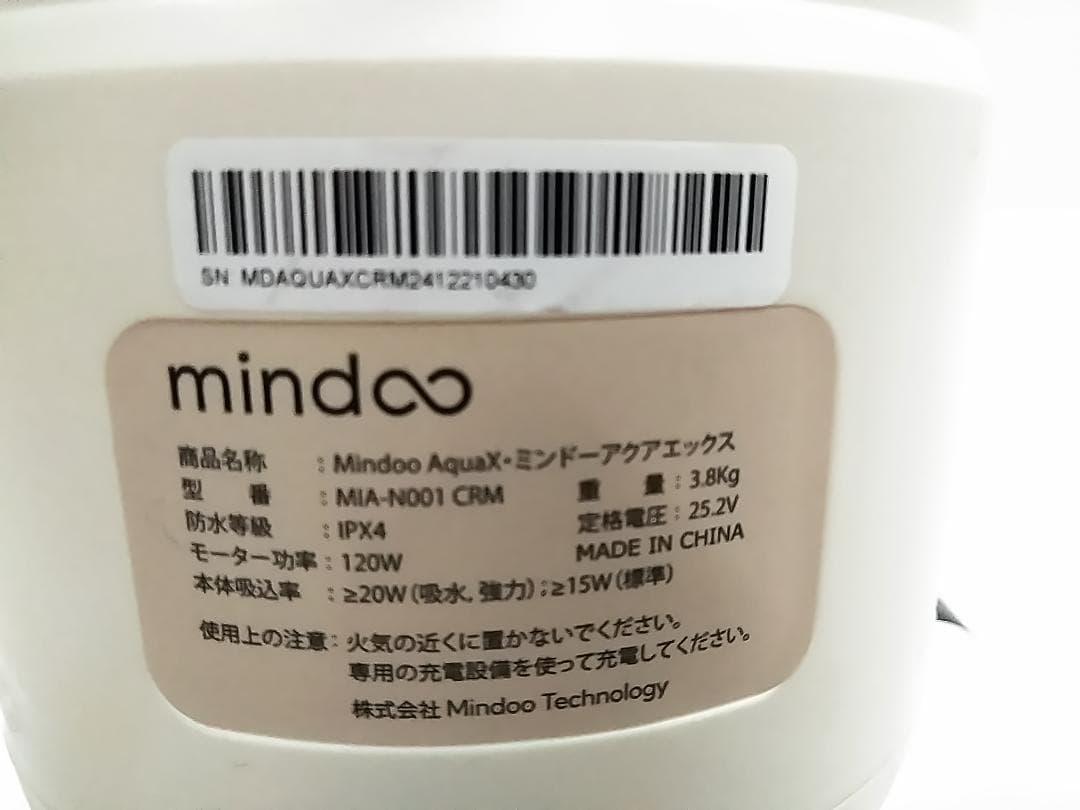 SN MDAQUAXCRM2412210430
mindoo
商品名称 : Mindoo AquaX・ミンドーアクアエックス
型 番 : MIA-N001 CRM 重 量 : 3.8Kg
防水等級 : IPX4 定格電圧 : 25.2V
モーター功率 : 120W MADE IN CHINA
本体吸込率 : ≥20W (吸水, 強力) ; ≥15W (標準)
使用上の注意 : 火気の近くに置かないでください。
専用の充電設備を使って充電してください。
株式会社 Mindoo Technology